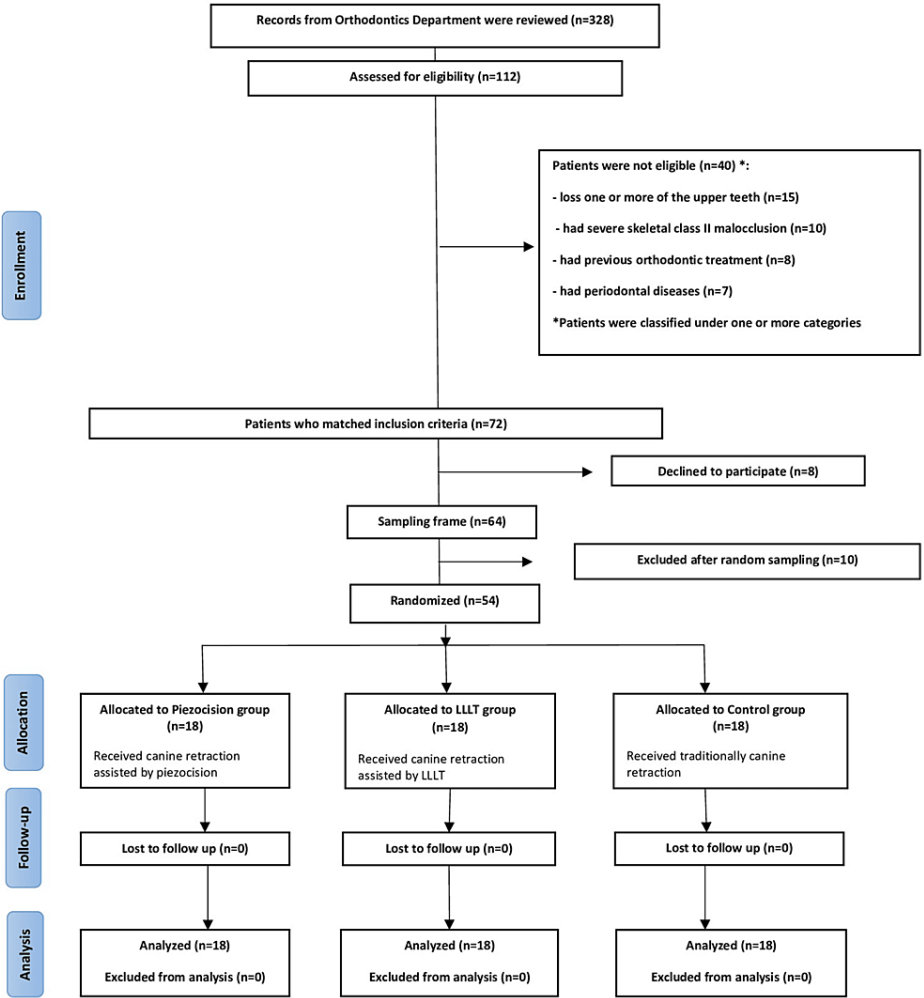 Records from Orthodontics Department were reviewed (n=328)
Assessed for eligibility (n=112)
Enrollment
Patients were not eligible (n=40) *:
- loss one or more of the upper teeth (n=15)
- had severe skeletal class II malocclusion (n=10)
- had previous orthodontic treatment (n=8)
- had periodontal diseases (n=7)
*Patients were classified under one or more categories
Patients who matched inclusion criteria (n=72)
Declined to participate (n=8)
Sampling frame (n=64)
Excluded after random sampling (n=10)
Randomized (n=54)
Allocation
Allocated to Piezocision group
(n=18)
Received canine retraction
assisted by piezocision
Allocated to LLLT group
(n=18)
Received canine retraction
assisted by LLLT
Allocated to Control group
(n=18)
Received traditionally canine
retraction
Follow-up
Lost to follow up (n=0)
Lost to follow up (n=0)
Lost to follow up (n=0)
Analysis
Analyzed (n=18)
Excluded from analysis (n=0)
Analyzed (n=18)
Excluded from analysis (n=0)
Analyzed (n=18)
Excluded from analysis (n=0)